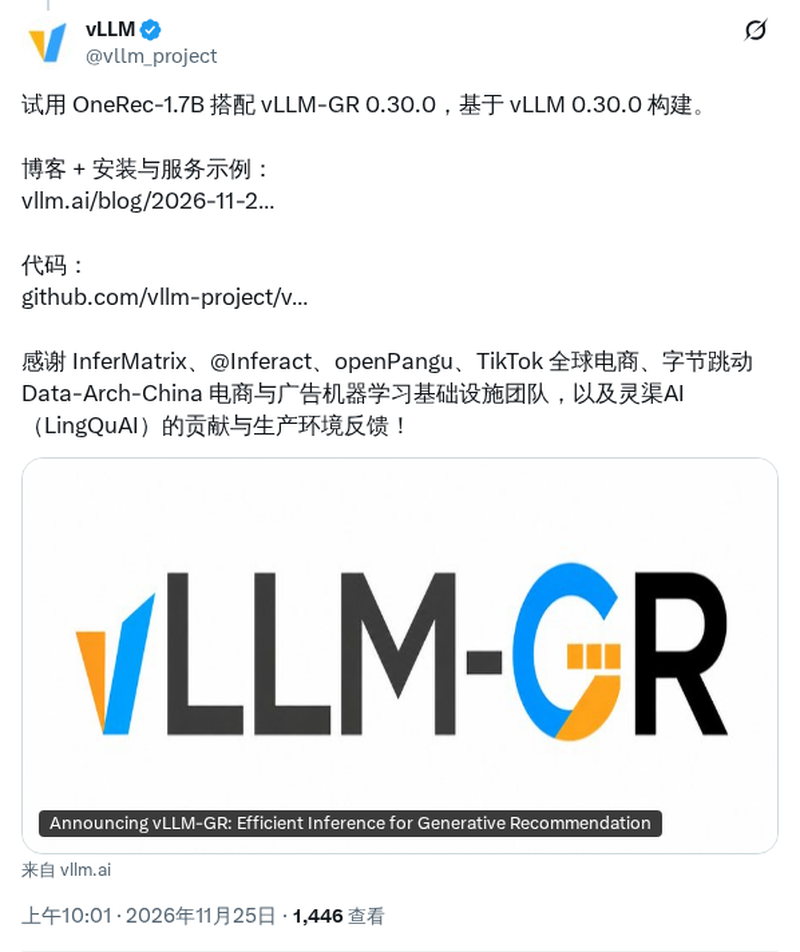 vLLM
@vllm_project
试用 OneRec-1.7B 搭配 vLLM-GR 0.30.0，基于 vLLM 0.30.0 构建。
博客 + 安装与服务示例：
vllm.ai/blog/2026-11-2...
代码：
github.com/vllm-project/v...
感谢 InferMatrix、@Inferact、openPangu、TikTok 全球电商、字节跳动
Data-Arch-China 电商与广告机器学习基础设施团队，以及灵渠AI
（LingQuAI）的贡献与生产环境反馈！
vLLM-GR
Announcing vLLM-GR: Efficient Inference for Generative Recommendation
来自 vllm.ai
上午10:01 · 2026年11月25日 · 1,446 查看